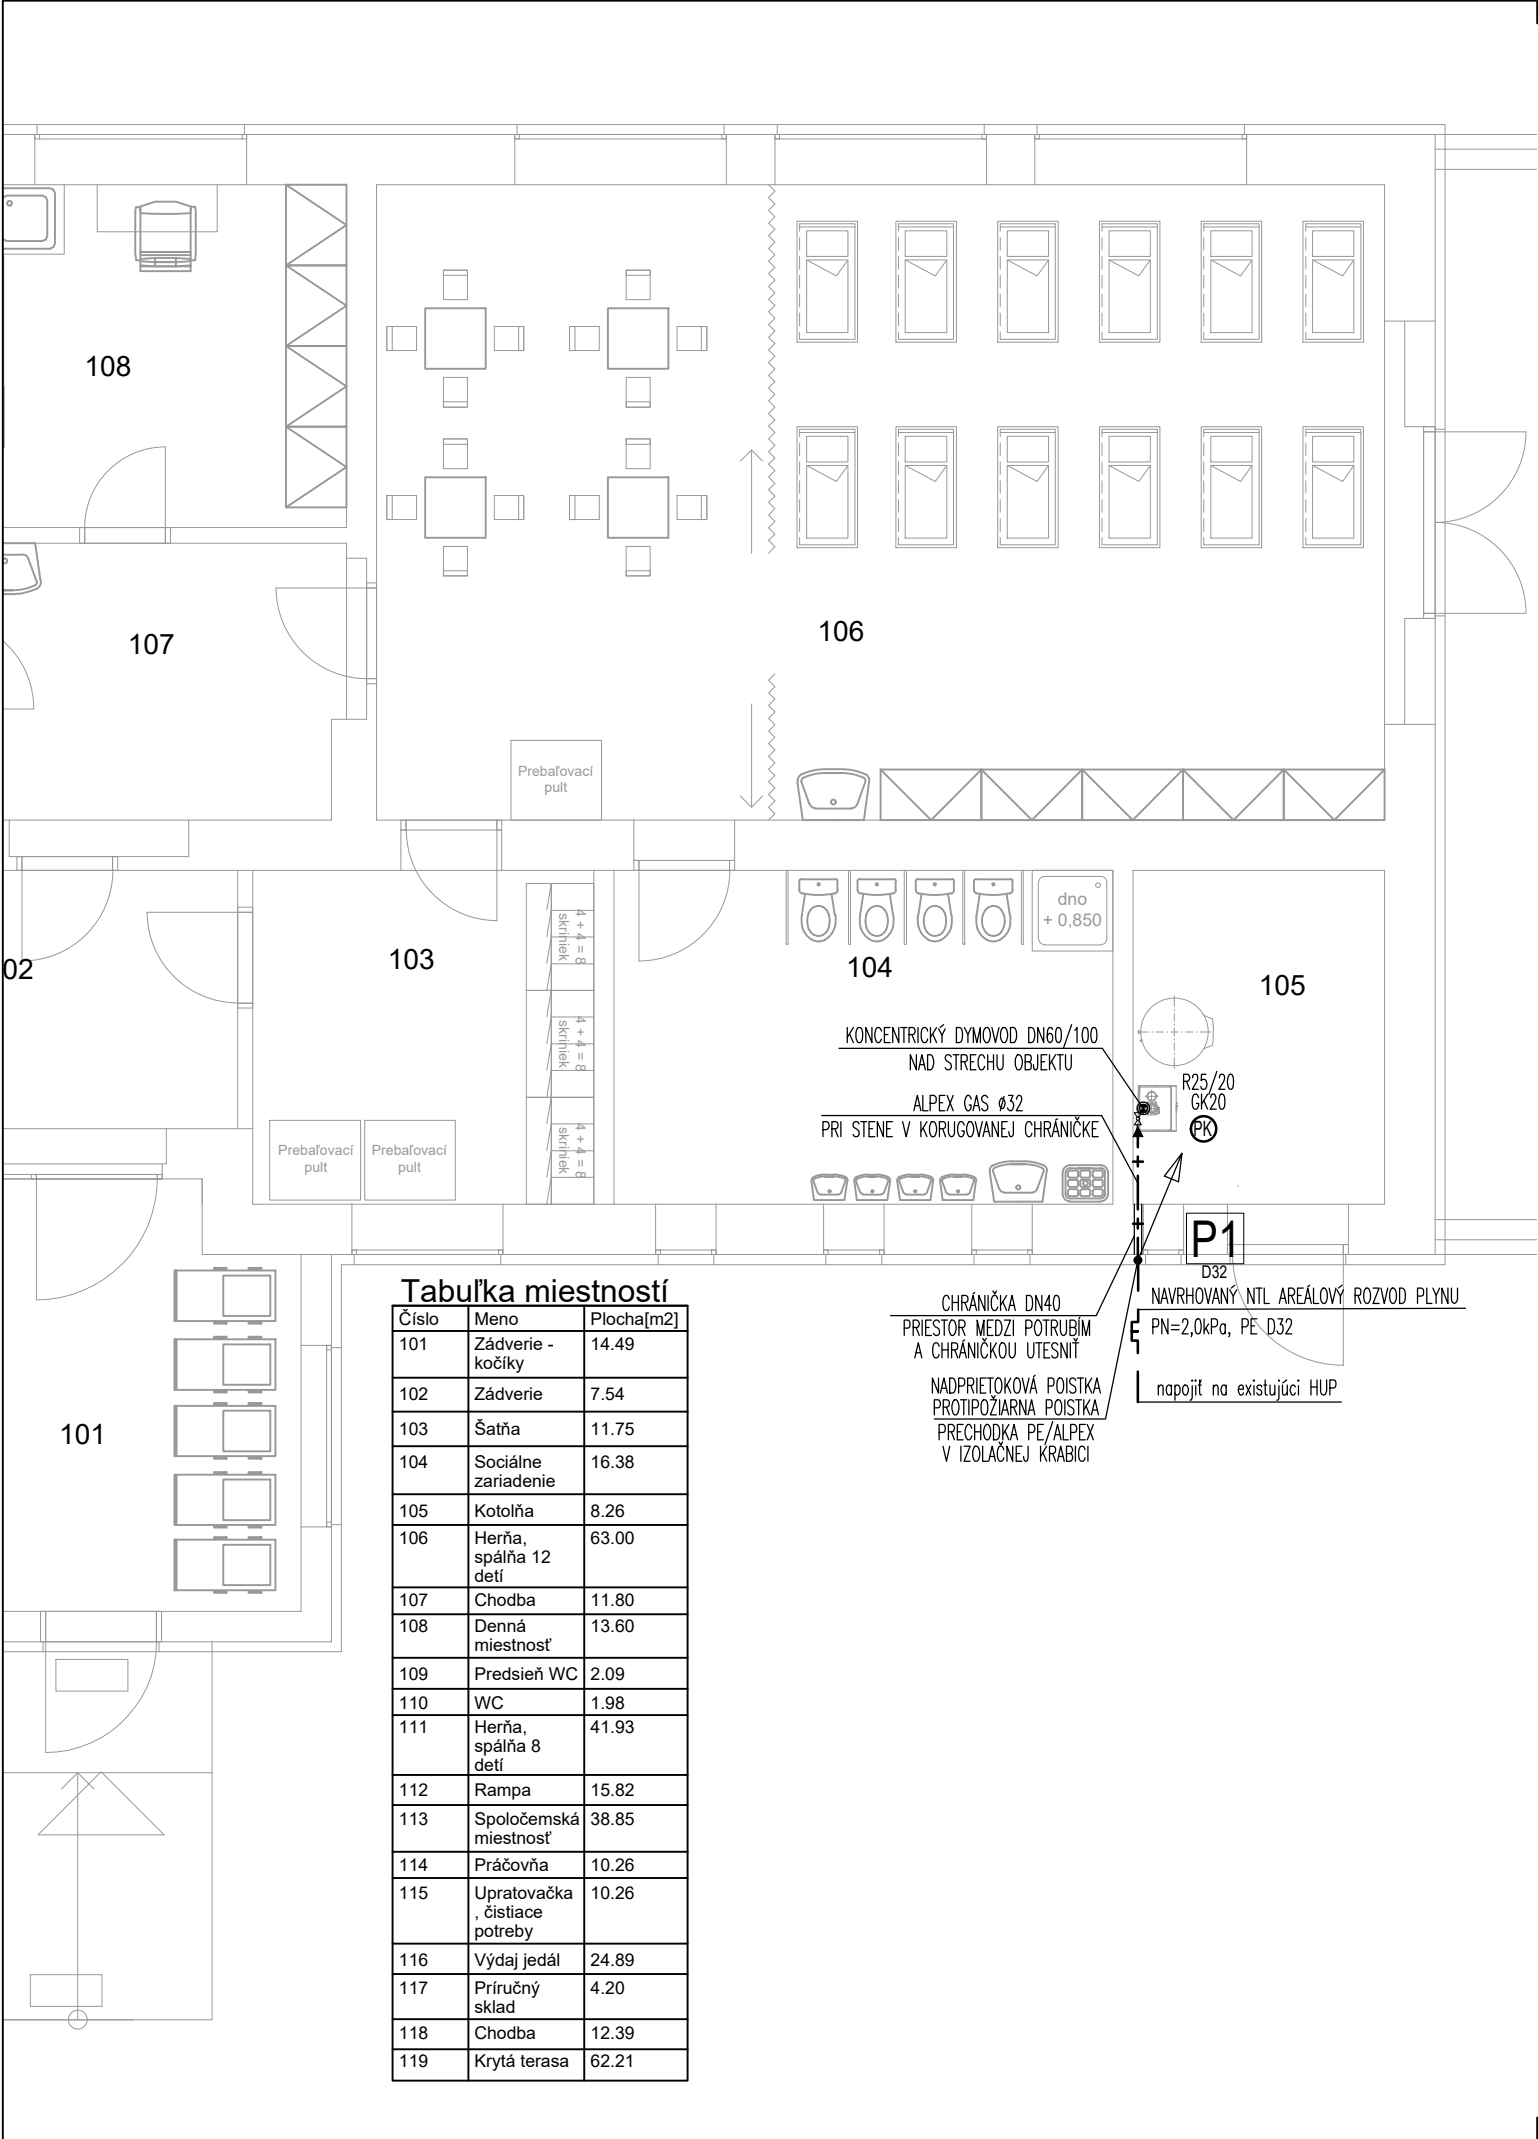 108
107
106
Prebaľovací
pult
02
103
4 + 4 = 8
skriniek
4 + 4 = 8
skriniek
4 + 4 = 8
skriniek
Prebaľovací
pult
Prebaľovací
pult
104
dno
+ 0,850
105
KONCENTRICKÝ DYMOVOD DN60/100
NAD STRECHU OBJEKTU
ALPEX GAS ø32
PRI STENE V KORUGOVANEJ CHRÁNIČKE
R25/20
GK20
PK
P1
D32
NAVRHOVANÝ NTL AREÁLOVÝ ROZVOD PLYNU
PN=2,0kPa, PE D32
napojiť na existujúci HUP
CHRÁNIČKA DN40
PRIESTOR MEDZI POTRUBÍM
A CHRÁNIČKOU UTESNIŤ
NADPRIETOKOVÁ POISTKA
PROTIPOŽIARNA POISTKA
PRECHODKA PE/ALPEX
V IZOLAČNEJ KRABICI
101
Tabuľka miestností
Číslo Meno Plocha[m2]
101 Zádverie - 14.49
kočíky
102 Zádverie 7.54
103 Šatňa 11.75
104 Sociálne 16.38
zariadenie
105 Kotolňa 8.26
106 Herňa, 63.00
spálňa 12
detí
107 Chodba 11.80
108 Denná 13.60
miestnosť
109 Predsieň WC 2.09
110 WC 1.98
111 Herňa, 41.93
spálňa 8
detí
112 Rampa 15.82
113 Spoločemská 38.85
miestnosť
114 Práčovňa 10.26
115 Upratovačka 10.26
, čistiace
potreby
116 Výdaj jedál 24.89
117 Príručný 4.20
sklad
118 Chodba 12.39
119 Krytá terasa 62.21